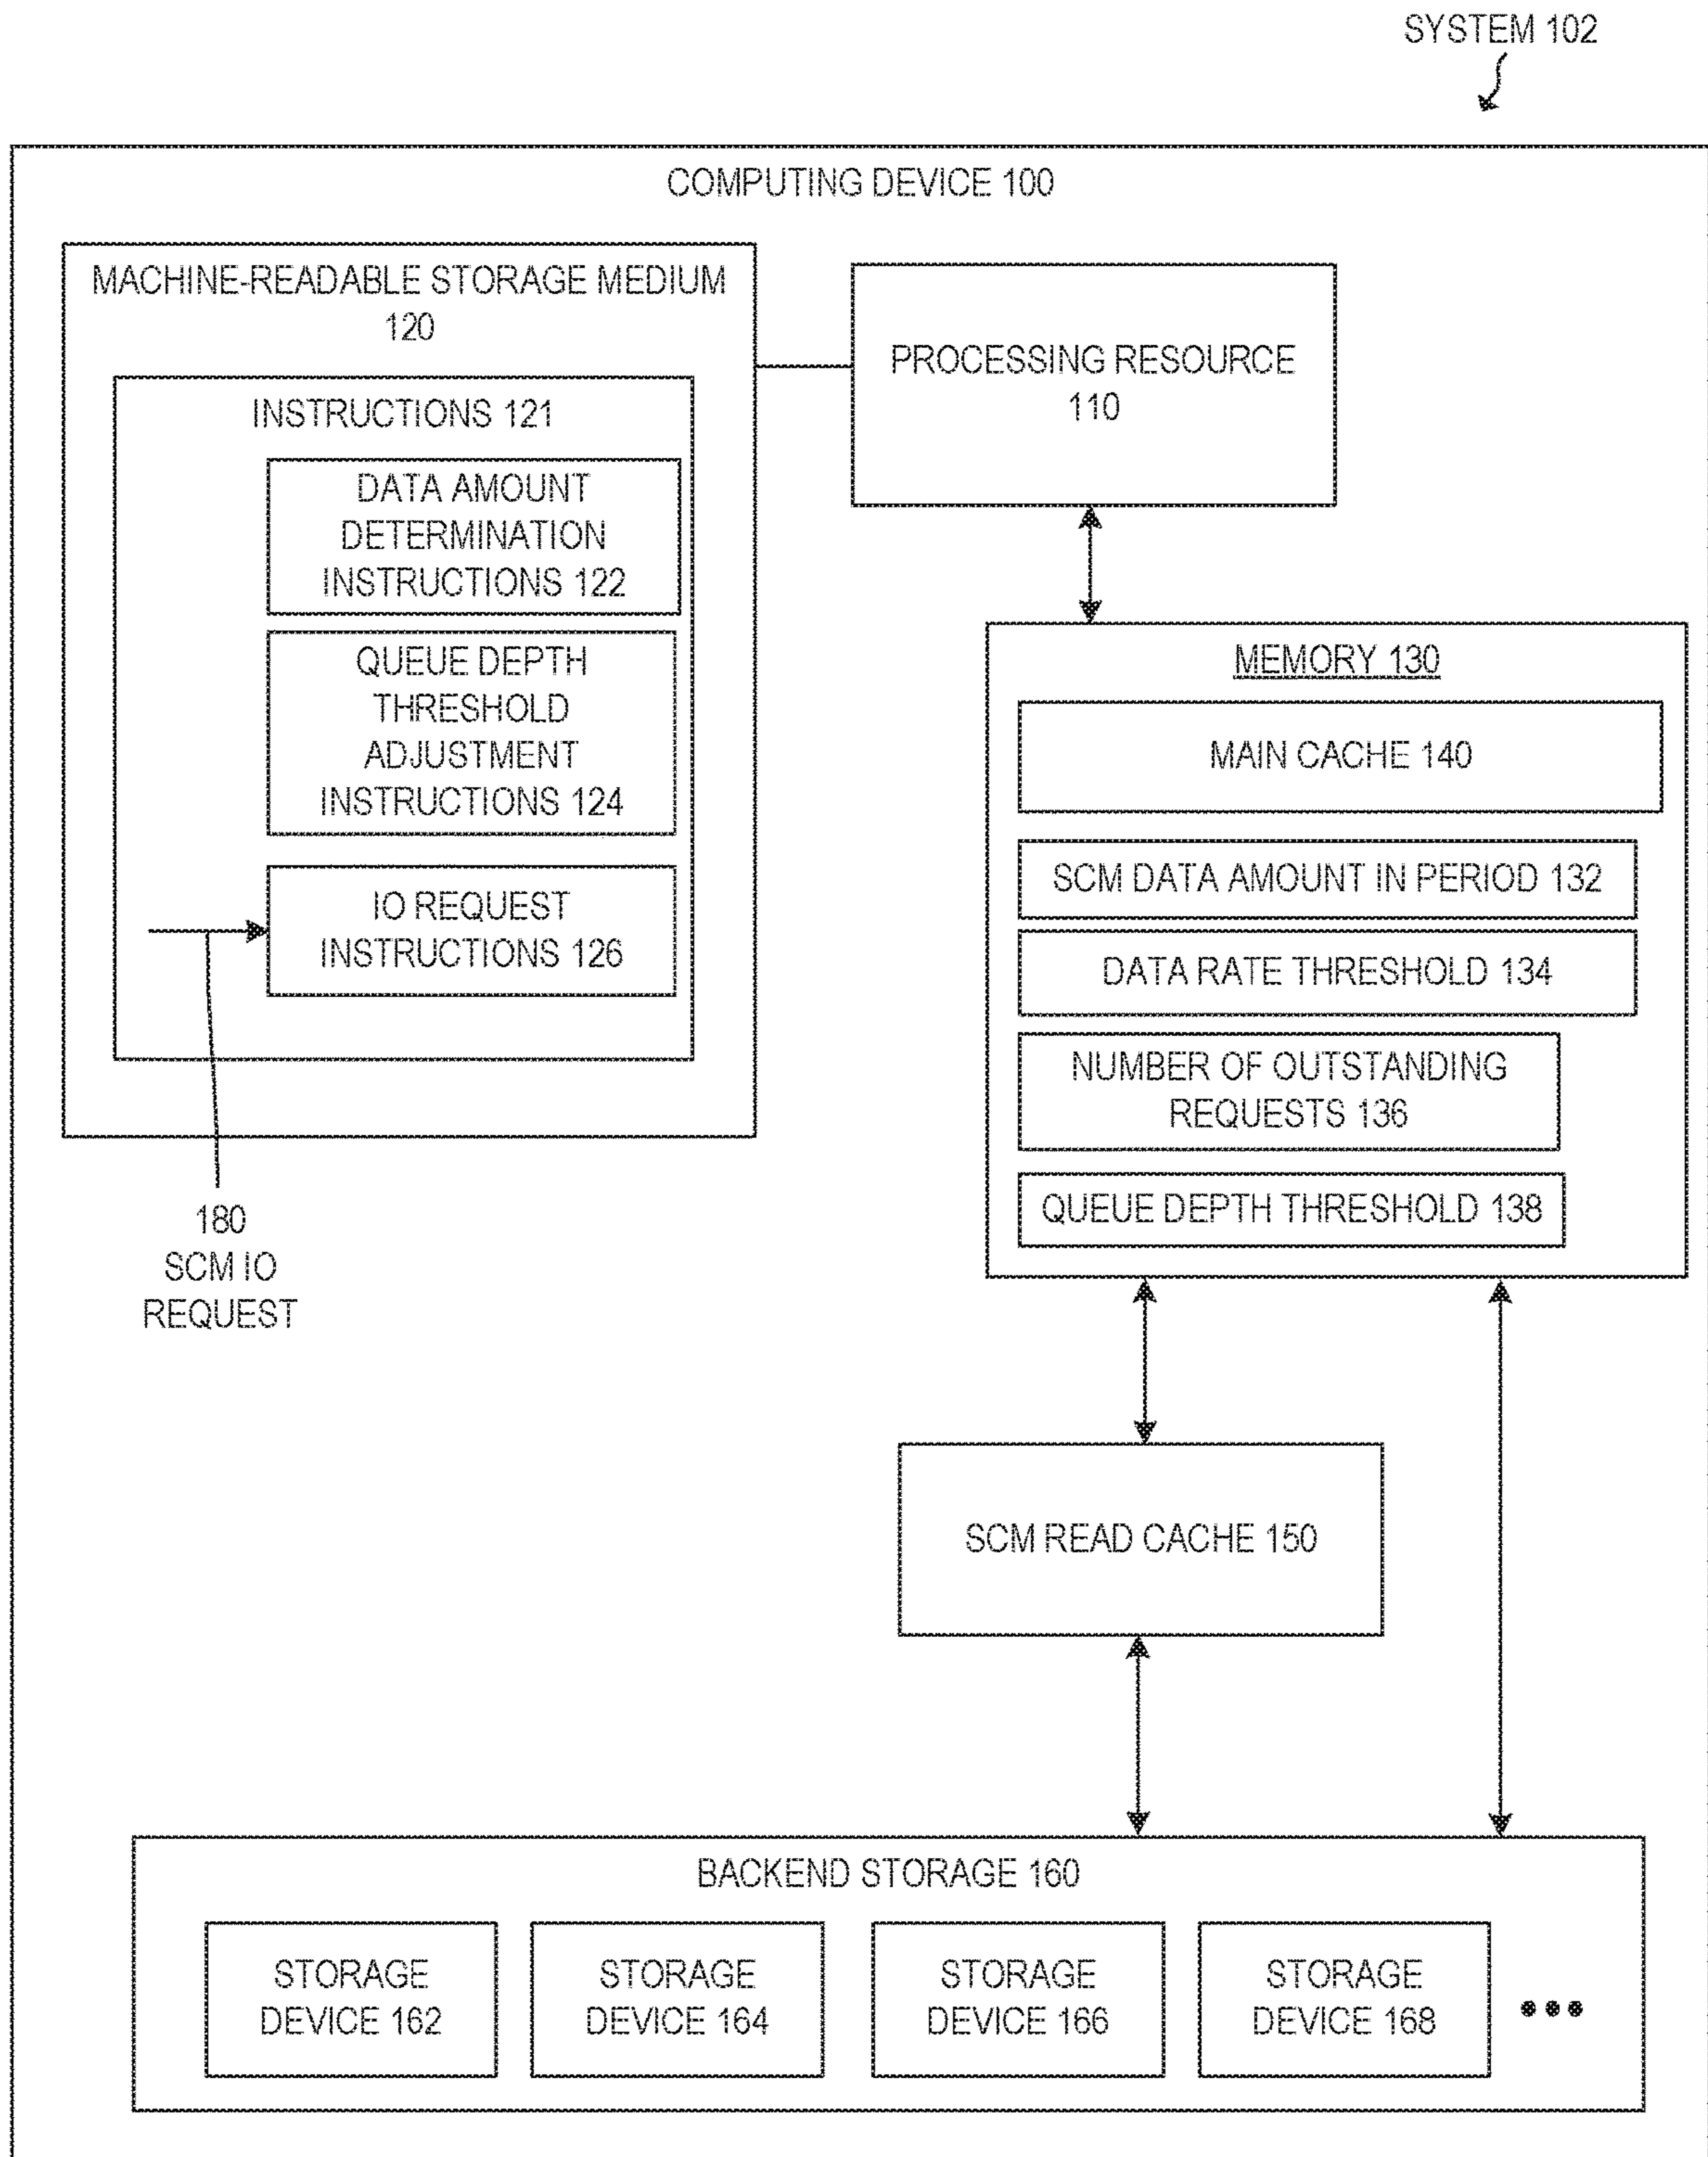 SYSTEM 102
COMPUTING DEVICE 100
MACHINE-READABLE STORAGE MEDIUM
120
INSTRUCTIONS 121
DATA AMOUNT
DETERMINATION
INSTRUCTIONS 122
QUEUE DEPTH
THRESHOLD
ADJUSTMENT
INSTRUCTIONS 124
IO REQUEST
INSTRUCTIONS 126
180
SCM IO
REQUEST
PROCESSING RESOURCE
110
MEMORY 130
MAIN CACHE 140
SCM DATA AMOUNT IN PERIOD 132
DATA RATE THRESHOLD 134
NUMBER OF OUTSTANDING
REQUESTS 136
QUEUE DEPTH THRESHOLD 138
SCM READ CACHE 150
BACKEND STORAGE 160
STORAGE
DEVICE 162
STORAGE
DEVICE 164
STORAGE
DEVICE 166
STORAGE
DEVICE 168